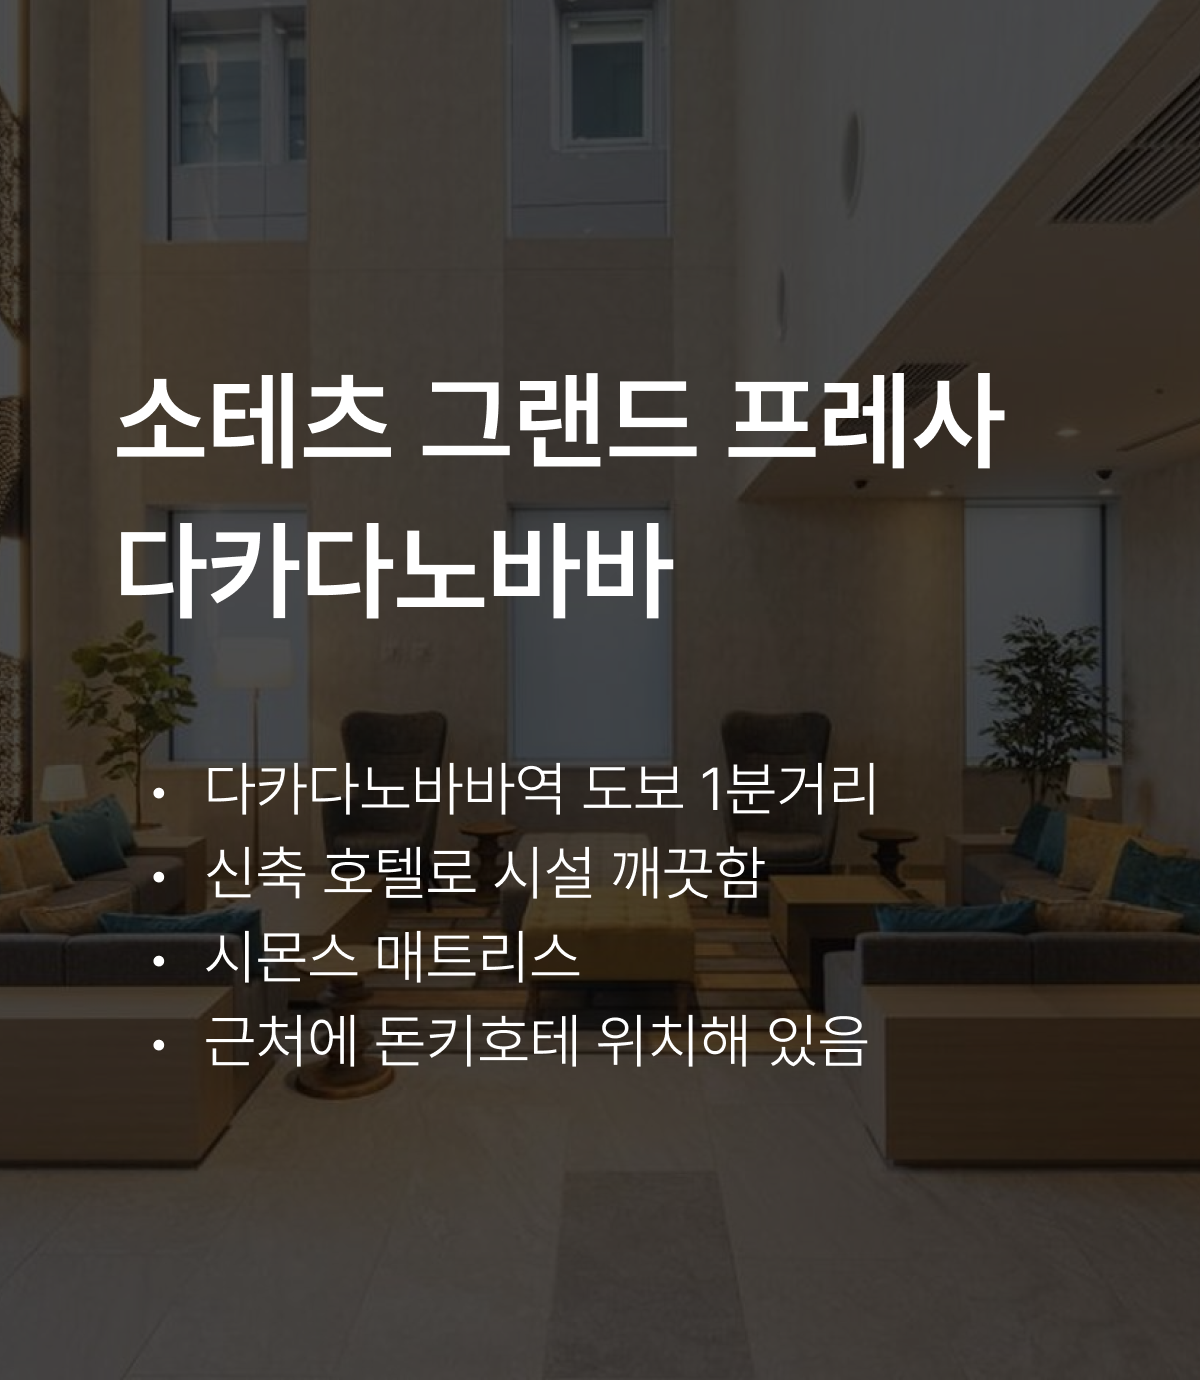 소테츠 그랜드 프레사
다카다노바바
• 다카다노바바역 도보 1분거리
• 신축 호텔로 시설 깨끗함
• 시몬스 매트리스
• 근처에 돈키호테 위치해 있음